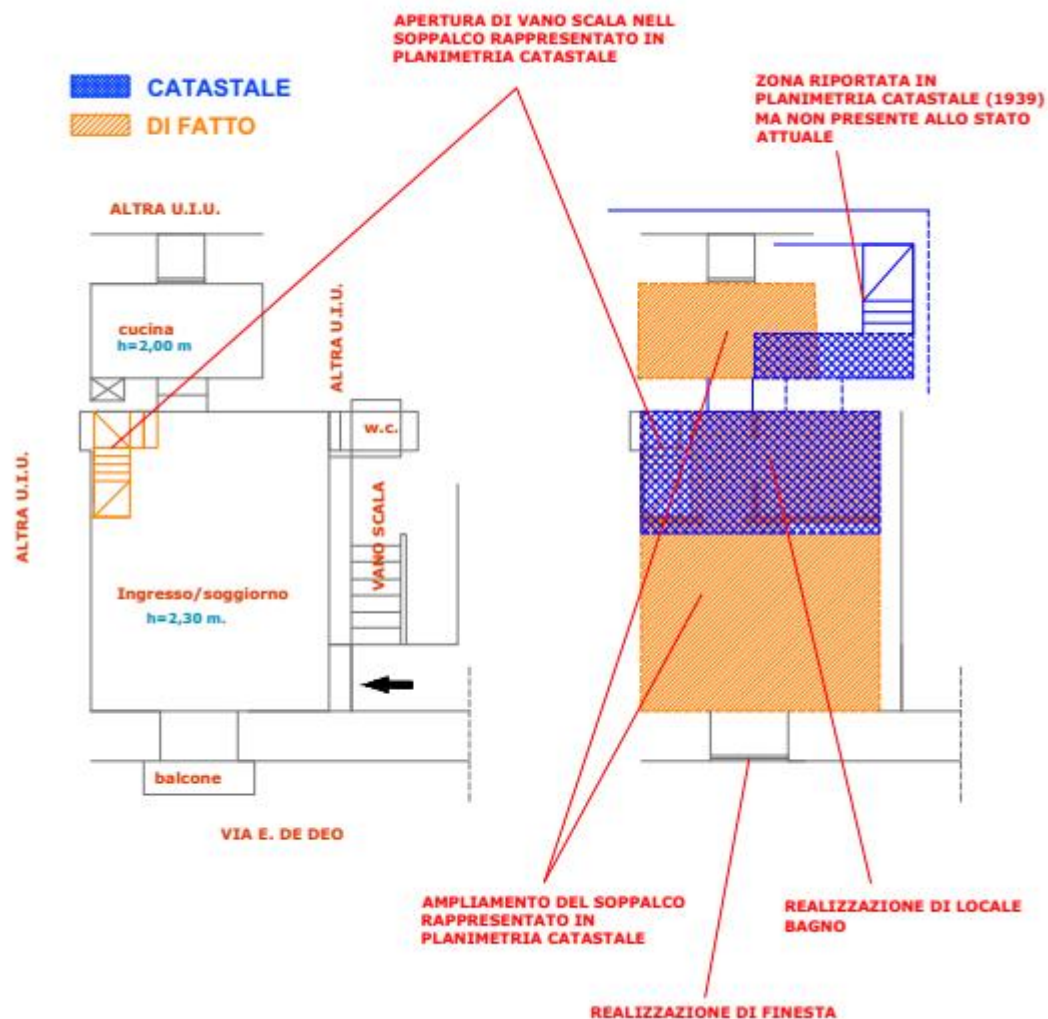 APERTURA DI VANO SCALA NELL
SOPPALCO RAPPRESENTATO IN
PLANIMETRIA CATASTALE
CATASTALE
DI FATTO
ZONA RIPORTATA IN
PLANIMETRIA CATASTALE (1939)
MA NON PRESENTE ALLO STATO
ATTUALE
ALTRA U.I.U.
cucina
h=2,00 m
ALTRA U.I.U.
w.c.
ALTRA U.I.U.
VANO SCALA
Ingresso/soggiorno
h=2,30 m.
balcone
VIA E. DE DEO
AMPLIAMENTO DEL SOPPALCO
RAPPRESENTATO IN
PLANIMETRIA CATASTALE
REALIZZAZIONE DI LOCALE
BAGNO
REALIZZAZIONE DI FINESTA